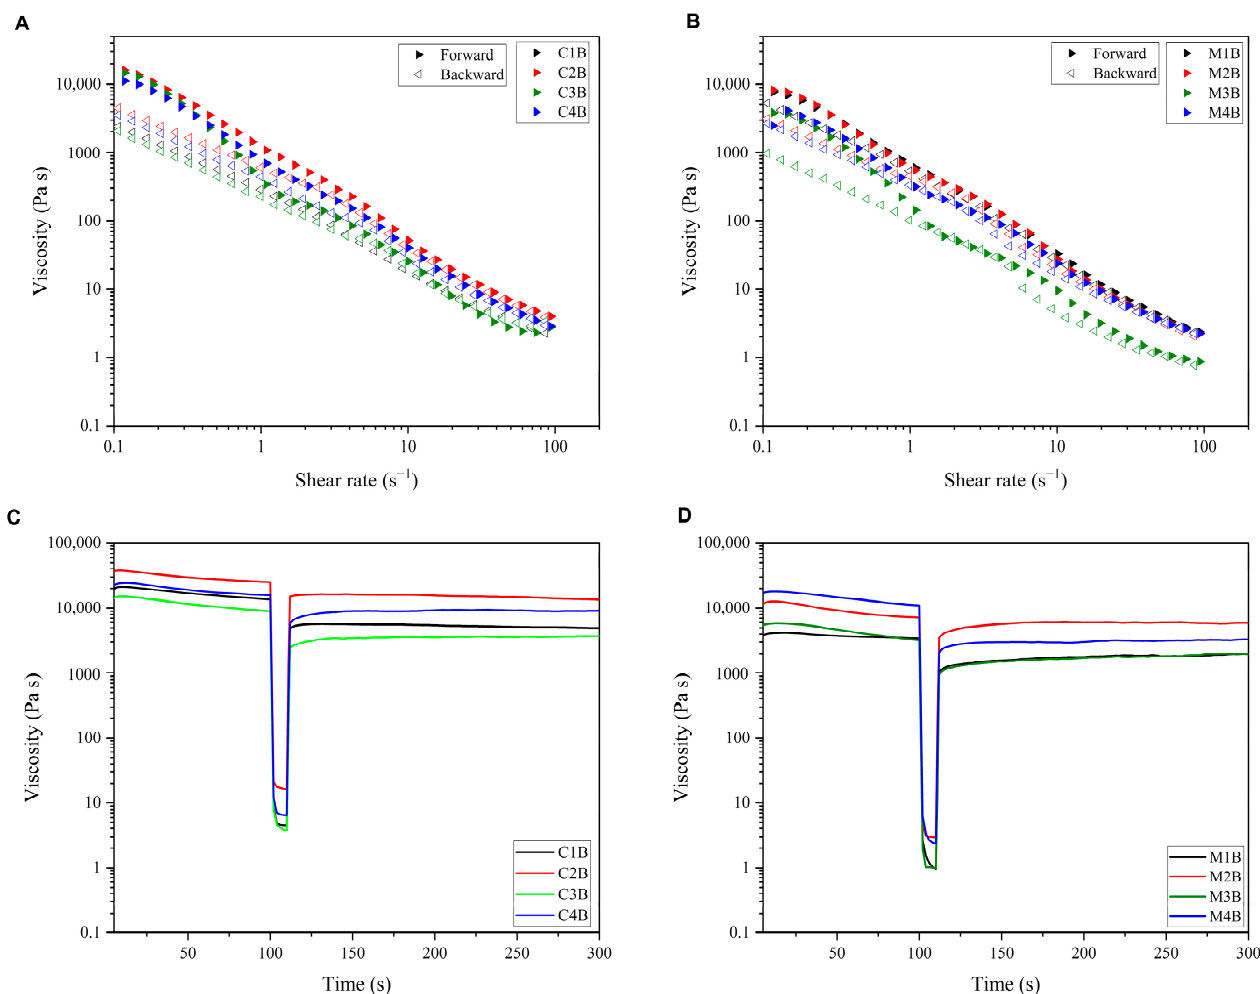 A
Forward
Backward
C1B
C2B
C3B
C4B
10,000
1000
100
10
1
0.1
0.1
1
10
100
Viscosity (Pa s)
Shear rate (s⁻¹)
B
Forward
Backward
M1B
M2B
M3B
M4B
10,000
1000
100
10
1
0.1
0.1
1
10
100
Viscosity (Pa s)
Shear rate (s⁻¹)
C
100,000
10,000
1000
100
10
1
0.1
50
100
150
200
250
300
Viscosity (Pa s)
Time (s)
C1B
C2B
C3B
C4B
D
100,000
10,000
1000
100
10
1
0.1
50
100
150
200
250
300
Viscosity (Pa s)
Time (s)
M1B
M2B
M3B
M4B